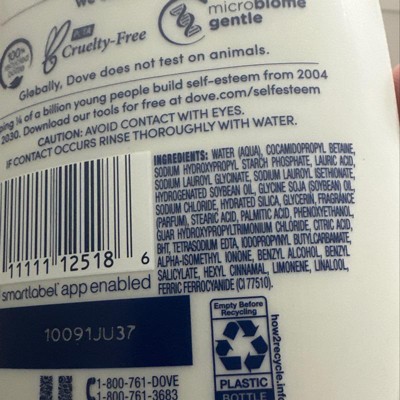 microbiome
gentle
100%
PETA
Cruelty-Free
Globally, Dove does not test on animals.
ping ¼ of a billion young people build self-esteem from 2004
2030. Download our tools for free at dove.com/selfesteem
CAUTION: AVOID CONTACT WITH EYES.
IF CONTACT OCCURS RINSE THOROUGHLY WITH WATER.
INGREDIENTS: WATER (AQUA), COCAMIDOPROPYL BETAINE,
SODIUM HYDROXYPROPYL STARCH PHOSPHATE, LAURIC ACID,
SODIUM LAUROYL GLYCINATE, SODIUM LAUROYL ISETHIONATE,
HYDROGENATED SOYBEAN OIL, GLYCINE SOJA (SOYBEAN) OIL,
SODIUM CHLORIDE, HYDRATED SILICA, GLYCERIN, FRAGRANCE
(PARFUM), STEARIC ACID, PALMITIC ACID, PHENOXYETHANOL,
GUAR HYDROXYPROPYLTRIMONIUM CHLORIDE, CITRIC ACID,
BHT, TETRASODIUM EDTA, IODOPROPYNYL BUTYLCARBAMATE,
ALPHA-ISOMETHYL IONONE, BENZYL ALCOHOL, BENZYL
SALICYLATE, HEXYL CINNAMAL, LIMONENE, LINALOOL,
FERRIC FERROCYANIDE (CI 77510).
11111 12518 6
smartlabel app enabled
10091JU37
1-800-761-DOVE
1-800-761-3683
Empty Before
Recycling
PLASTIC
BOTTLE
how2recycle.info